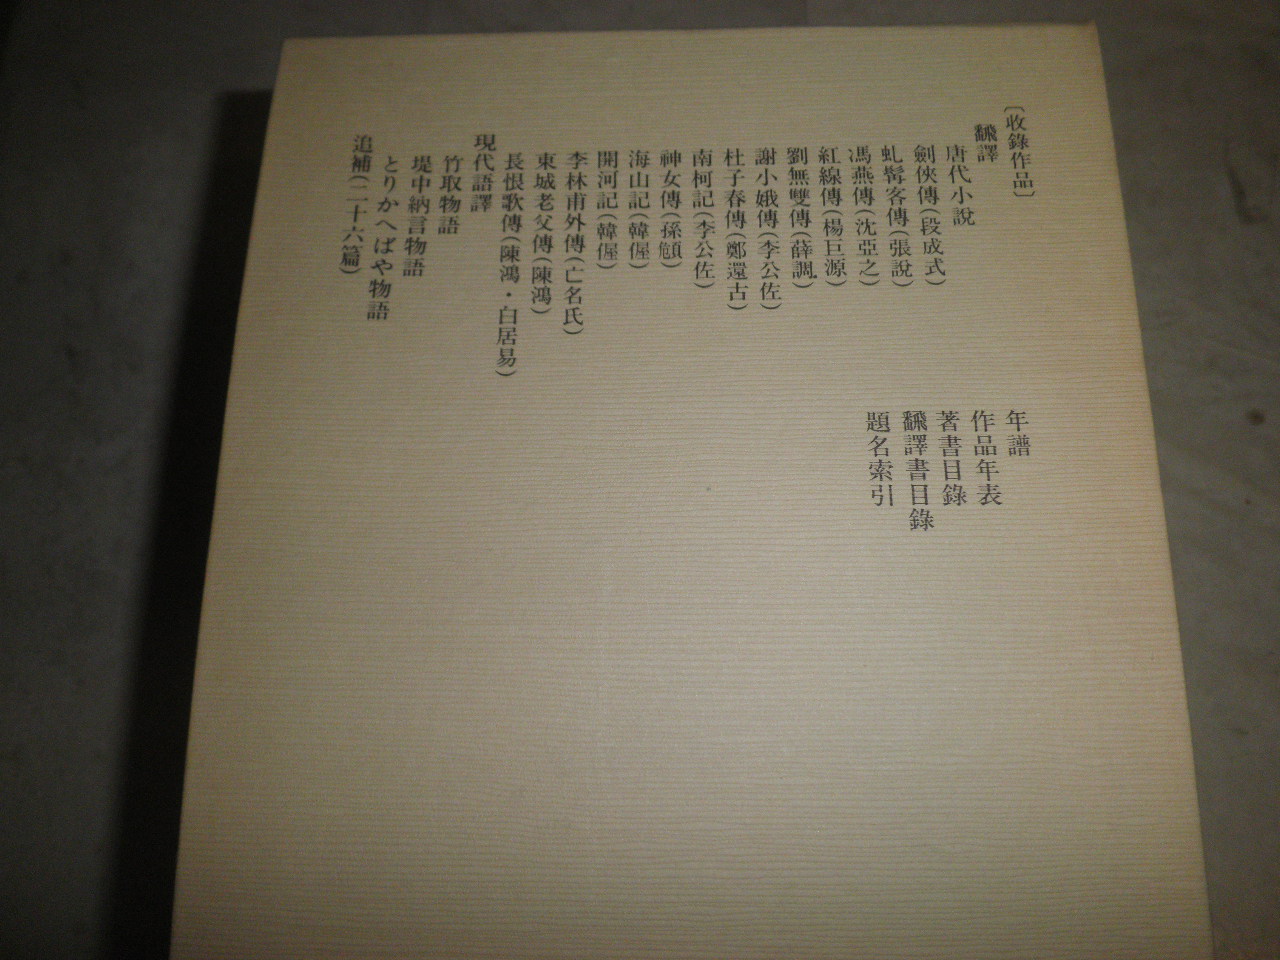 〔收錄作品〕
飜譯
唐代小說
劍俠傳(段成式)
虬髯客傳(張說)
馮燕傳(沈亞之)
紅線傳(楊巨源)
劉無雙傳(薛調)
謝小娥傳(李公佐)
杜子春傳(鄭還古)
南柯記(李公佐)
神女傳(孫頠)
海山記(韓偓)
開河記(韓偓)
李林甫外傳(亡名氏)
東城老父傳(陳鴻)
長恨歌傳(陳鴻・白居易)
現代語譯
竹取物語
堤中納言物語
とりかへばや物語
追補(二十六篇)
年譜
作品年表
著書目錄
飜譯書目錄
題名索引